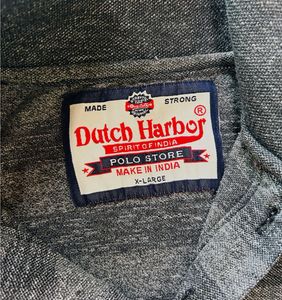 MADE STRONG
®
Dutch Harbor
SPIRIT OF INDIA
POLO STORE
MAKE IN INDIA
X-LARGE